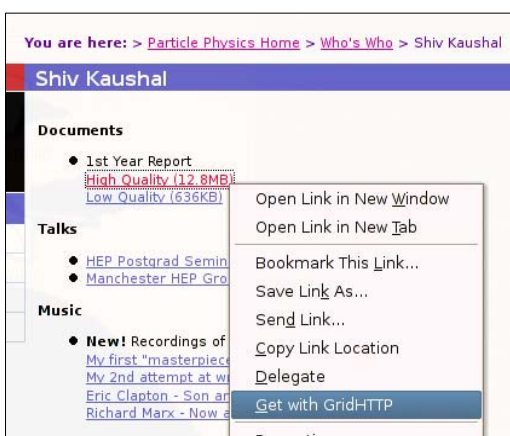 You are here: > Particle Physics Home > Who's Who > Shiv Kaushal
Shiv Kaushal
Documents
1st Year Report
High Quality (12.8MB)
Low Quality (636KB)
Talks
HEP Postgrad Semin
Manchester HEP Gro
Music
New! Recordings of
My first "masterpiece
My 2nd attempt at wr
Eric Clapton - Son an
Richard Marx - Now a
Open Link in New Window
Open Link in New Tab
Bookmark This Link...
Save Link As...
Send Link...
Copy Link Location
Delegate
Get with GridHTTP